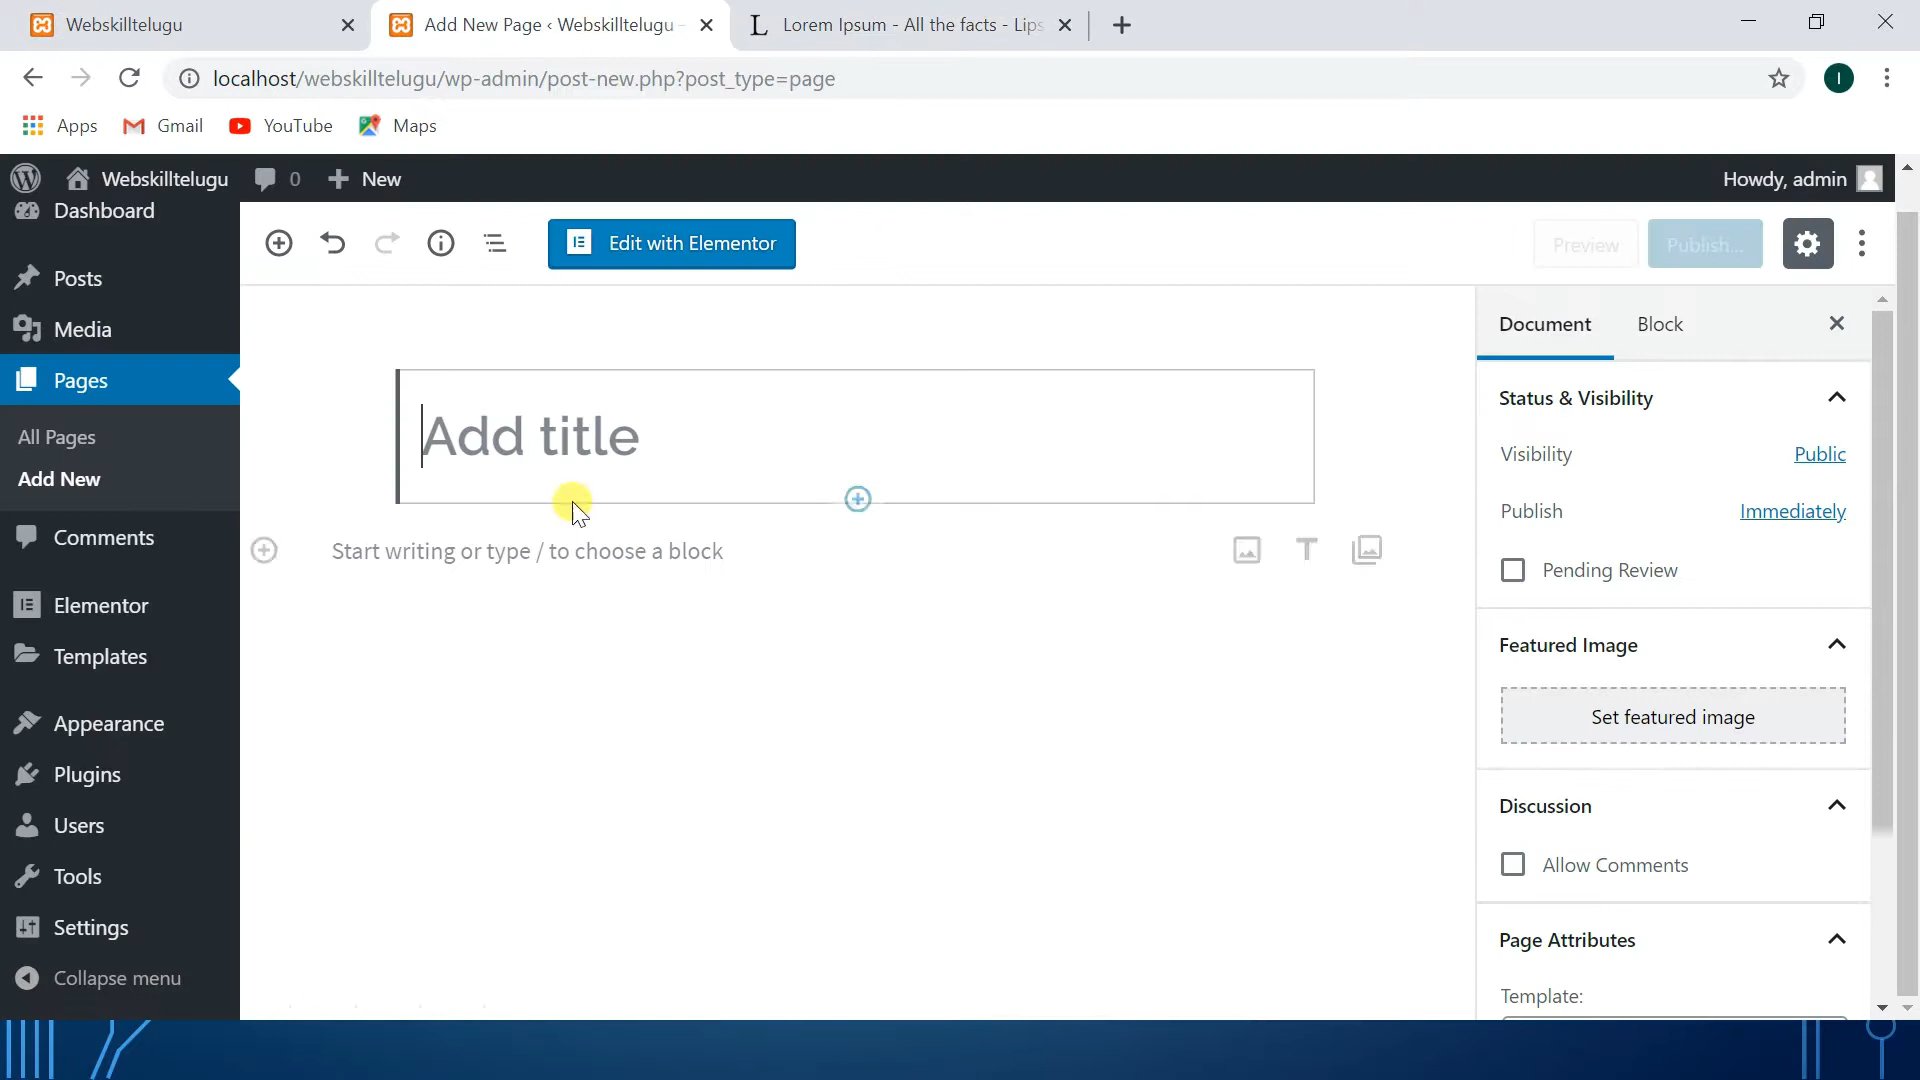 Webskilltelugu
Add New Page ‹ Webskilltelugu -
Lorem Ipsum - All the facts - Lips
localhost/webskilltelugu/wp-admin/post-new.php?post_type=page
I
Apps
Gmail
YouTube
Maps
Webskilltelugu
0
New
Howdy, admin
Dashboard
Posts
Media
Pages
All Pages
Add New
Comments
Elementor
Templates
Appearance
Plugins
Users
Tools
Settings
Collapse menu
Edit with Elementor
Preview
Publish...
Add title
Start writing or type / to choose a block
Document
Block
Status & Visibility
Visibility
Public
Publish
Immediately
Pending Review
Featured Image
Set featured image
Discussion
Allow Comments
Page Attributes
Template: